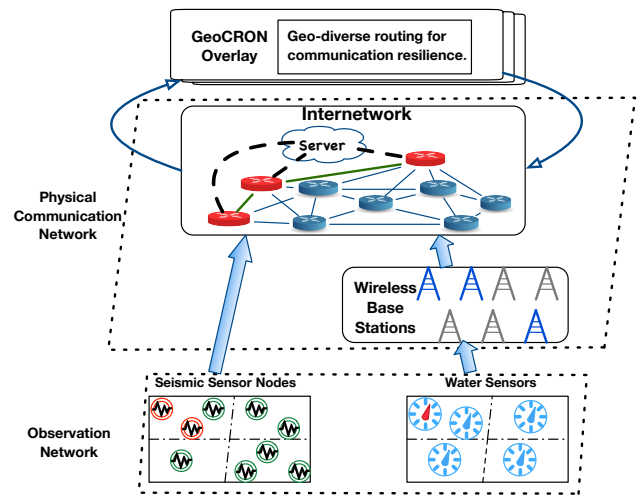 GeoCRON
Overlay
Geo-diverse routing for
communication resilience.
Internetwork
Server
Physical
Communication
Network
Wireless
Base
Stations
Seismic Sensor Nodes
Water Sensors
Observation
Network